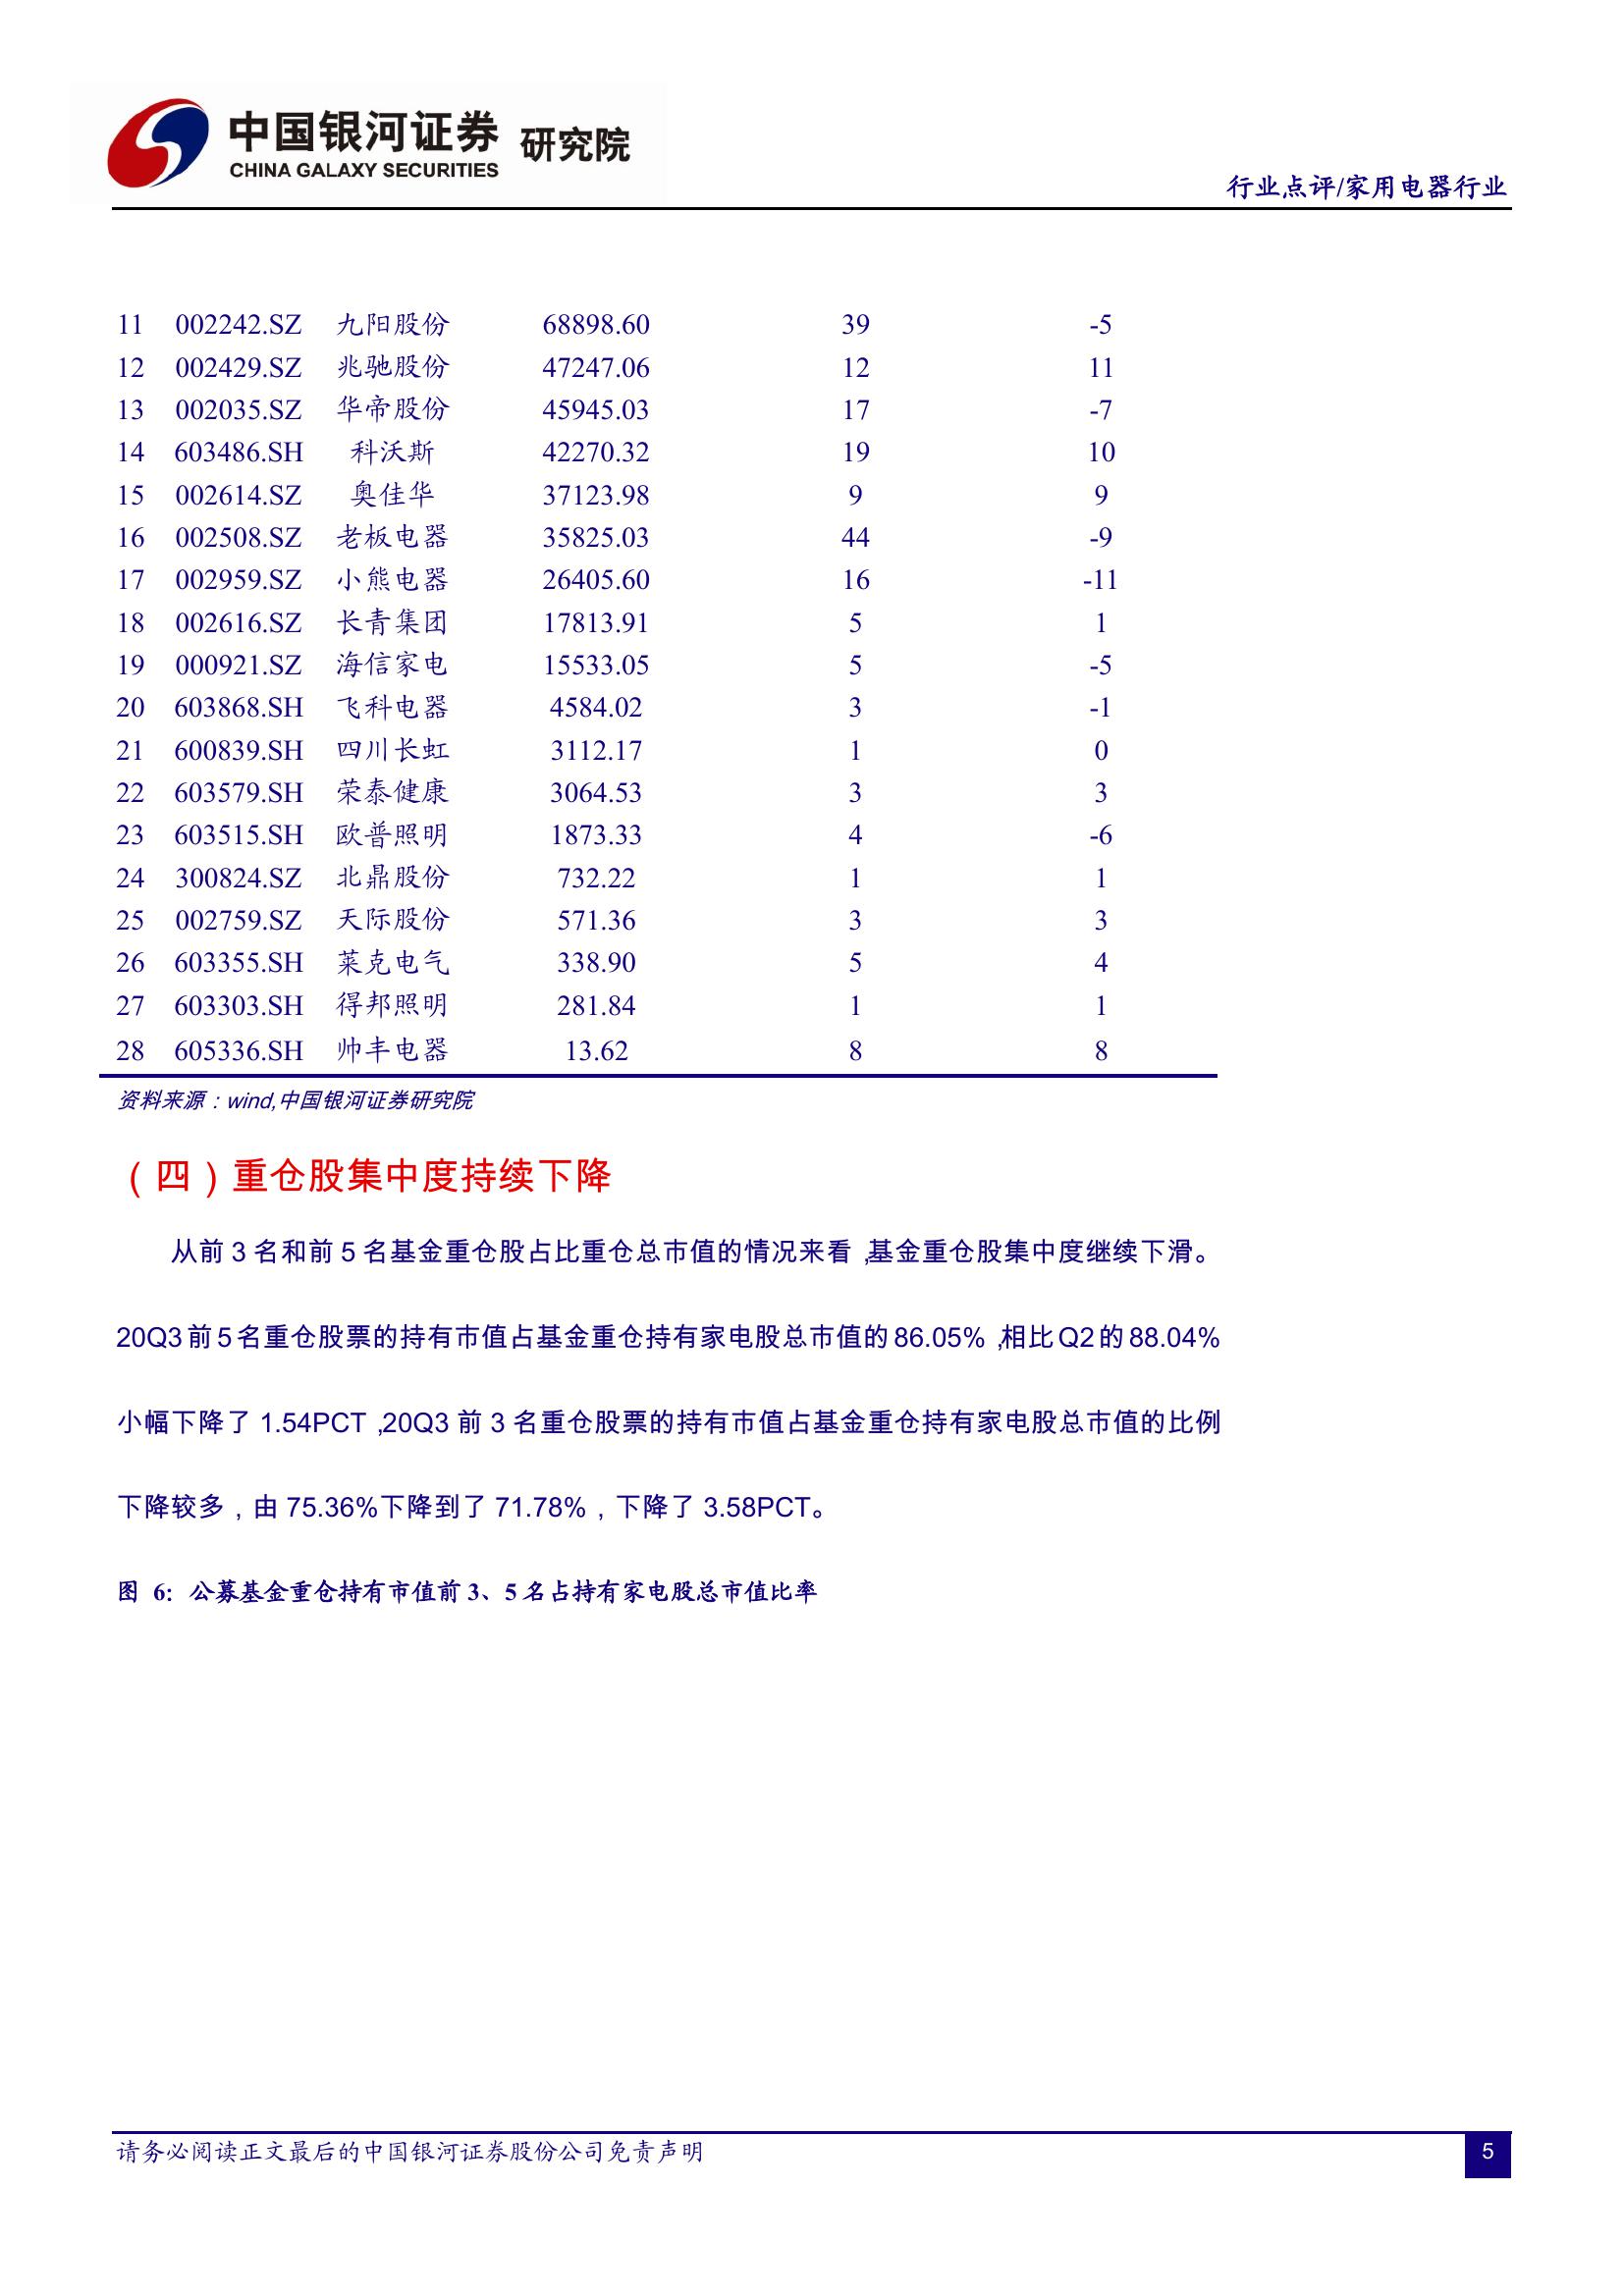 中国银河证券 研究院
CHINA GALAXY SECURITIES
行业点评/家用电器行业
11 002242.SZ 九阳股份 68898.60 39 -5
12 002429.SZ 兆驰股份 47247.06 12 11
13 002035.SZ 华帝股份 45945.03 17 -7
14 603486.SH 科沃斯 42270.32 19 10
15 002614.SZ 奥佳华 37123.98 9 9
16 002508.SZ 老板电器 35825.03 44 -9
17 002959.SZ 小熊电器 26405.60 16 -11
18 002616.SZ 长青集团 17813.91 5 1
19 000921.SZ 海信家电 15533.05 5 -5
20 603868.SH 飞科电器 4584.02 3 -1
21 600839.SH 四川长虹 3112.17 1 0
22 603579.SH 荣泰健康 3064.53 3 3
23 603515.SH 欧普照明 1873.33 4 -6
24 300824.SZ 北鼎股份 732.22 1 1
25 002759.SZ 天际股份 571.36 3 3
26 603355.SH 莱克电气 338.90 5 4
27 603303.SH 得邦照明 281.84 1 1
28 605336.SH 帅丰电器 13.62 8 8
资料来源：wind,中国银河证券研究院
（四）重仓股集中度持续下降
从前 3 名和前 5 名基金重仓股占比重仓总市值的情况来看，基金重仓股集中度继续下滑。
20Q3 前 5 名重仓股票的持有市值占基金重仓持有家电股总市值的 86.05%，相比 Q2 的 88.04%
小幅下降了 1.54PCT，20Q3 前 3 名重仓股票的持有市值占基金重仓持有家电股总市值的比例
下降较多，由 75.36%下降到了 71.78%，下降了 3.58PCT。
图 6: 公募基金重仓持有市值前 3、5 名占持有家电股总市值比率
请务必阅读正文最后的中国银河证券股份公司免责声明
5